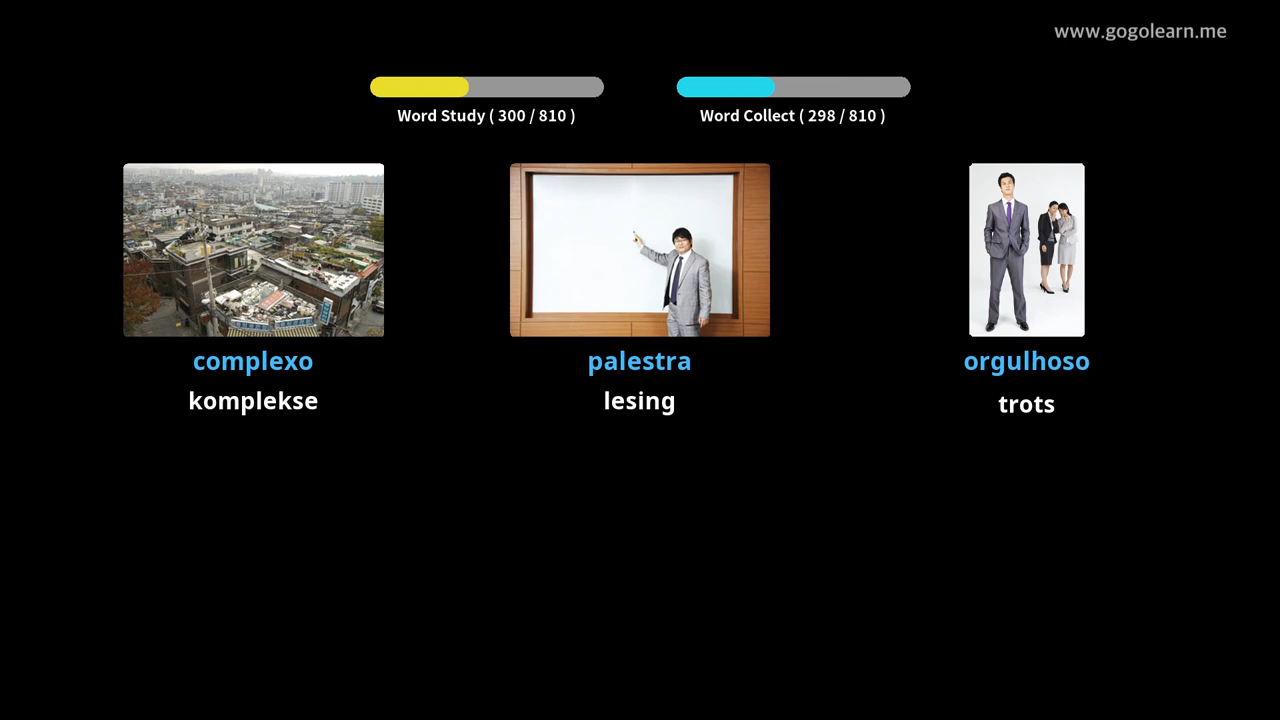 www.gogolearn.me
Word Study ( 300 / 810 )
Word Collect ( 298 / 810 )
complexo
palestra
orgulhoso
komplekse
lesing
trots